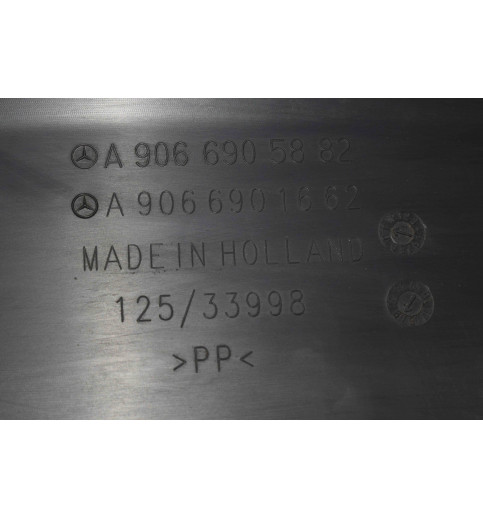 A 906 690 58 82
A 906 690 16 62
MADE IN HOLLAND
125/33998
>PP<